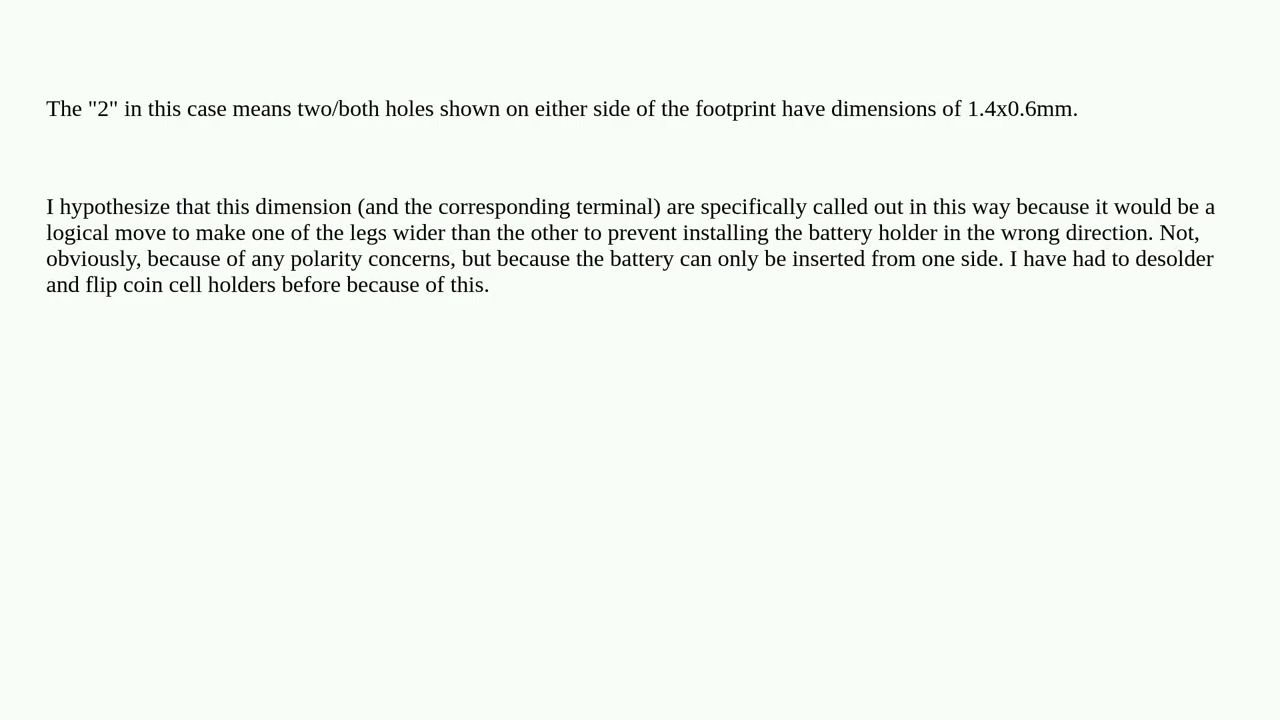 The "2" in this case means two/both holes shown on either side of the footprint have dimensions of 1.4x0.6mm.
I hypothesize that this dimension (and the corresponding terminal) are specifically called out in this way because it would be a
logical move to make one of the legs wider than the other to prevent installing the battery holder in the wrong direction. Not,
obviously, because of any polarity concerns, but because the battery can only be inserted from one side. I have had to desolder
and flip coin cell holders before because of this.